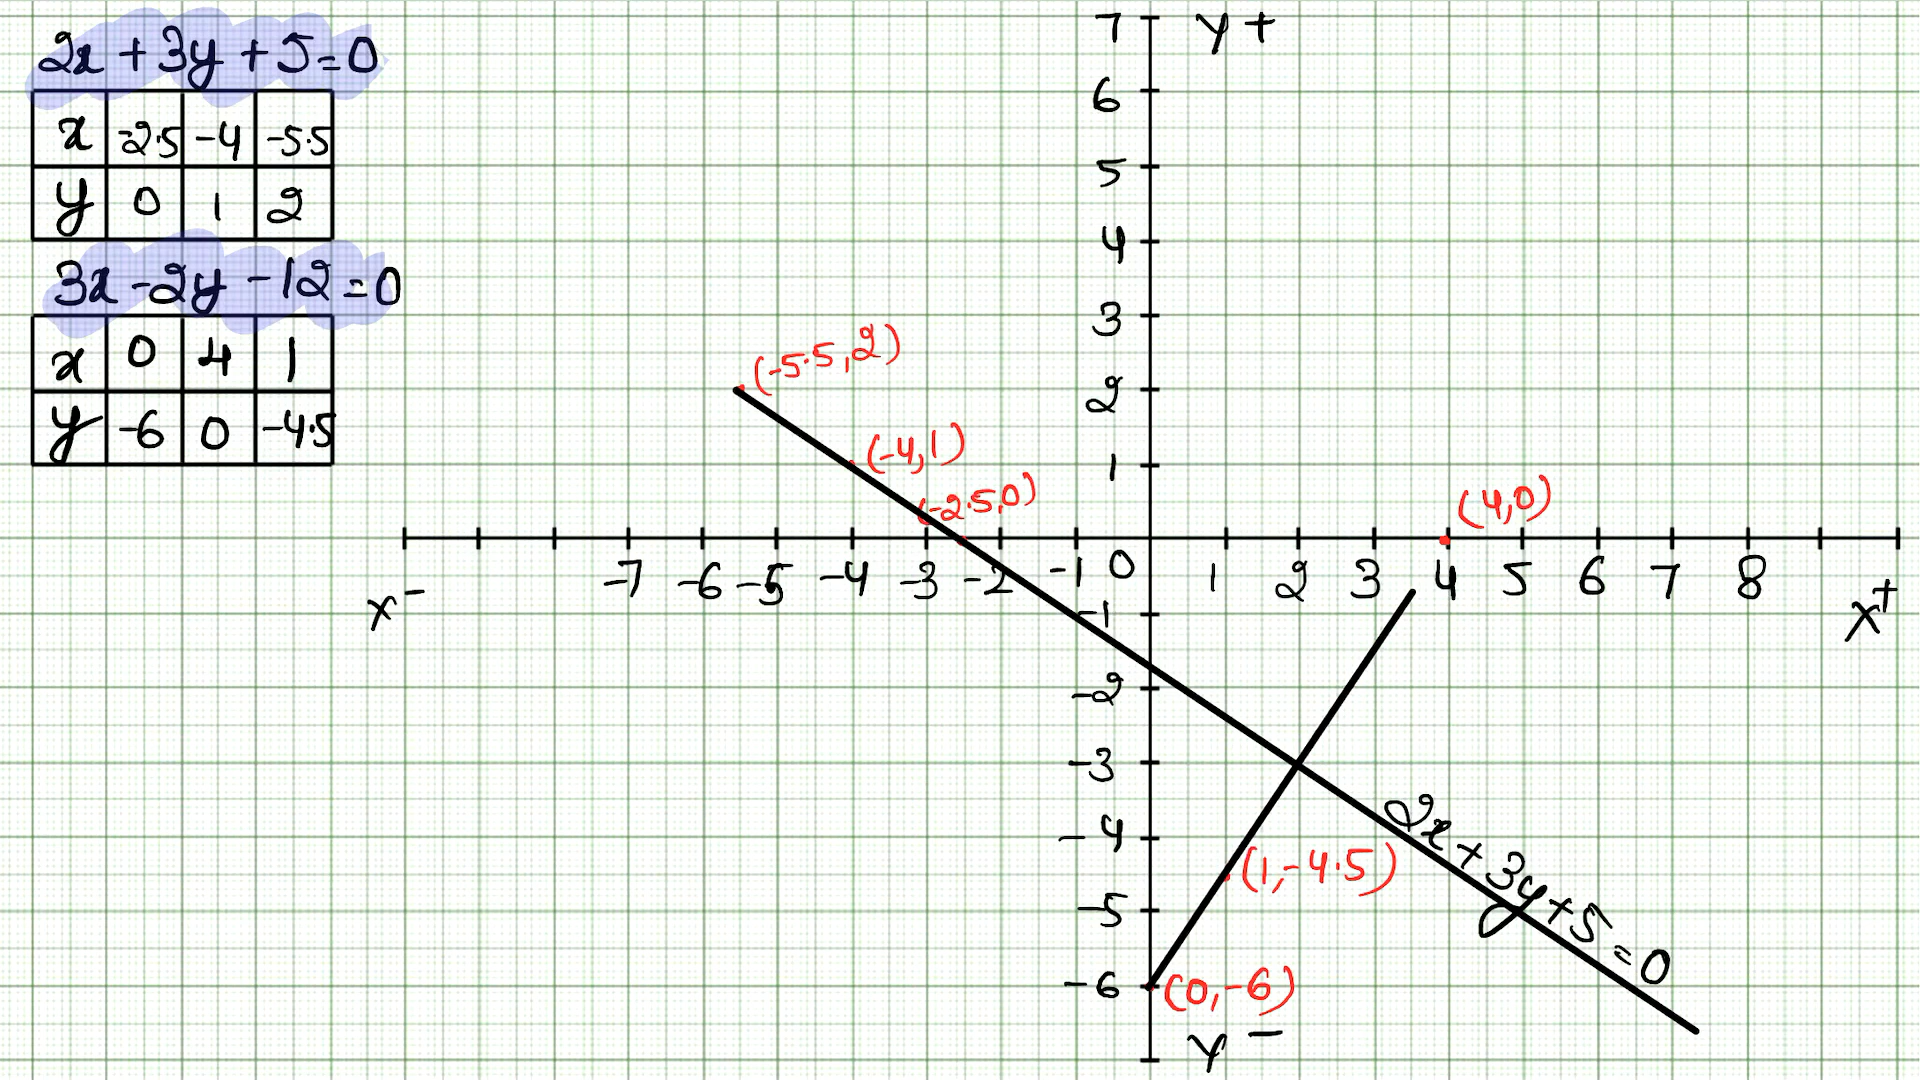 2x+3y+5=0
x -2.5 -4 -5.5
y 0 1 2
3x-2y-12=0
x 0 4 1
y -6 0 -4.5
y+
7
6
5
4
3
2
1
(-5.5,2)
(-4,1)
(-2.5,0)
(4,0)
-7 -6 -5 -4 -3 -2 -1 0 1 2 3 4 5 6 7 8
x- x+
-1
-2
-3
-4
-5
-6
2x+3y+5=0
(1,-4.5)
(0,-6)
y-